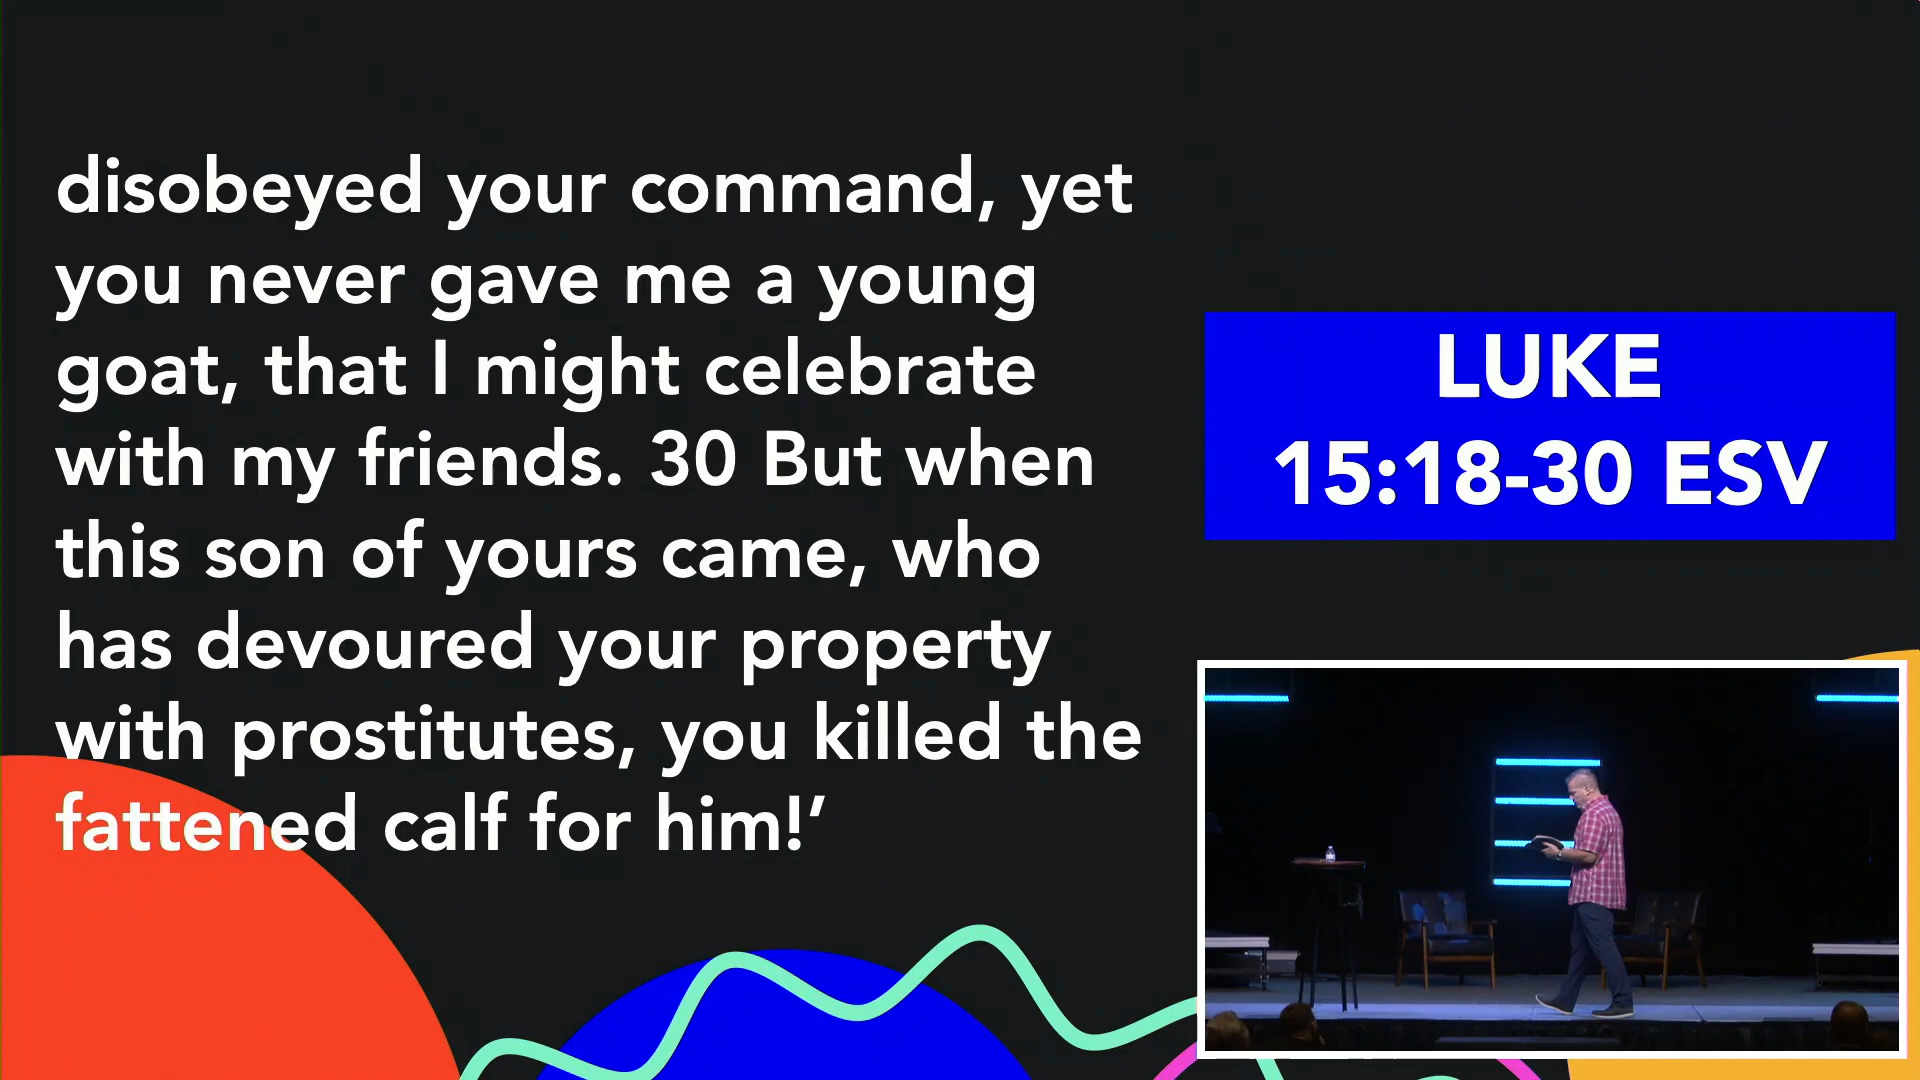 disobeyed your command, yet
you never gave me a young
goat, that I might celebrate
with my friends. 30 But when
this son of yours came, who
has devoured your property
with prostitutes, you killed the
fattened calf for him!’
LUKE
15:18-30 ESV